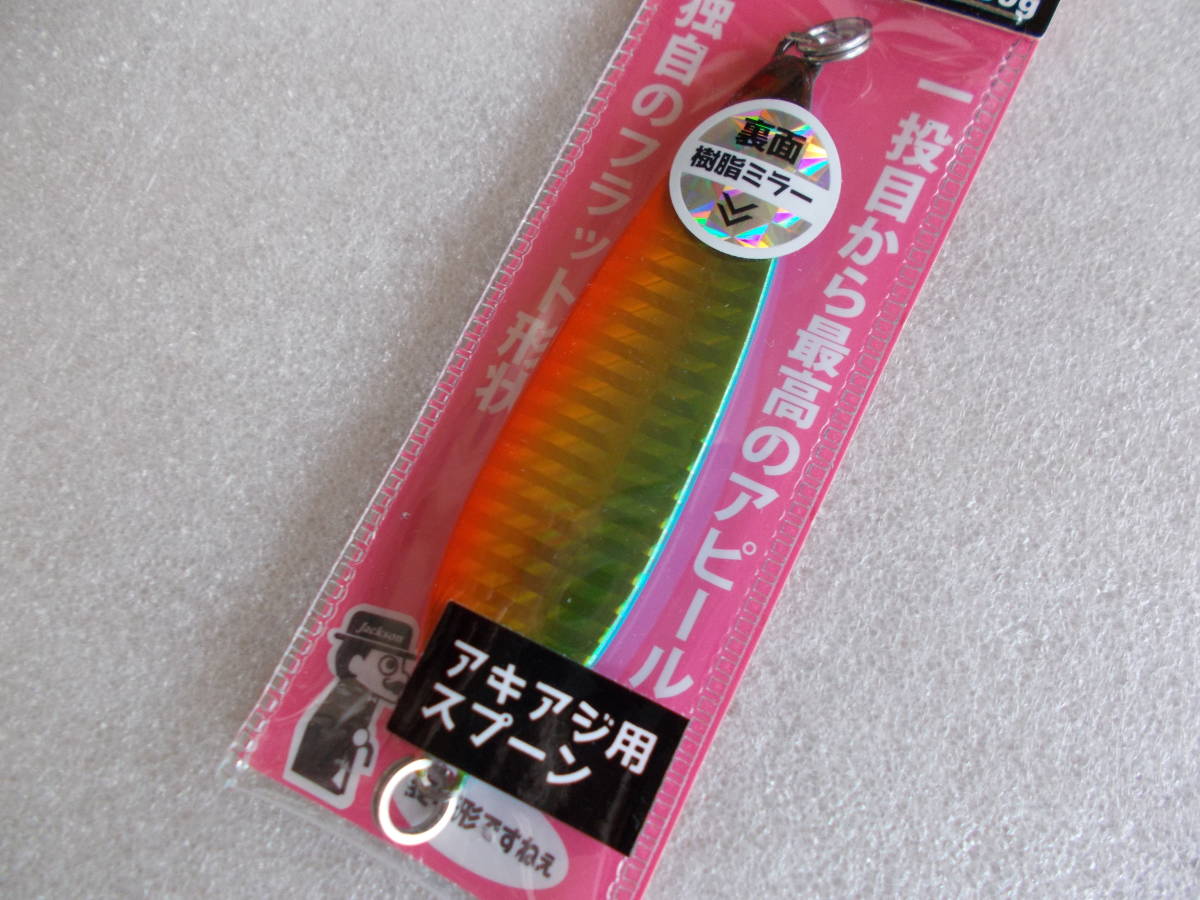 一投目から最高のアピール
独自のフラット形状
裏面
樹脂ミラー
Jackson
アキアジ用
スプーン
形ですねぇ